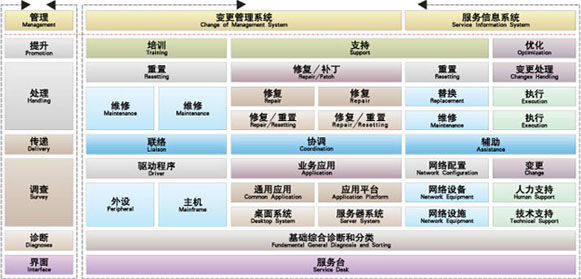 管理
Management
变更管理系统
Change of Management System
服务信息系统
Service Information System
提升
Promotion
培训
Training
支持
Support
优化
Optimization
处理
Handling
重置
Resetting
修复/补丁
Repair/Patch
重置
Resetting
变更处理
Changes Handling
维修
Maintenance
维修
Maintenance
修复
Repair
修复
Repair
替换
Replacement
执行
Execution
修复/重置
Repair/Resetting
修复/重置
Repair/Resetting
维修
Maintenance
执行
Execution
传递
Delivery
联络
Liaison
协调
Coordination
辅助
Assistance
调查
Survey
驱动程序
Driver
业务应用
Application
网络配置
Network Configuration
变更
Change
外设
Peripheral
主机
Mainframe
通用应用
Common Application
应用平台
Application Platform
网络设备
Network Equipment
人力支持
Human Support
桌面系统
Desktop System
服务器系统
Server System
网络设施
Network Equipment
技术支持
Technical Support
诊断
Diagnoses
基础综合诊断和分类
Fundamental General Diagnosis and Sorting
界面
Interface
服务台
Service Desk